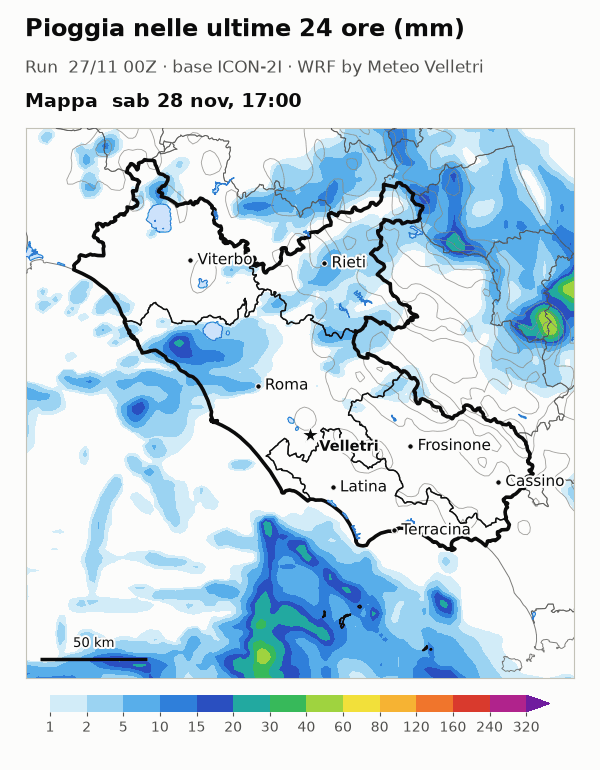 Pioggia nelle ultime 24 ore (mm)
Run 27/11 00Z · base ICON-2I · WRF by Meteo Velletri
Mappa sab 28 nov, 17:00
Viterbo
Rieti
Roma
Velletri
Frosinone
Cassino
Latina
Terracina
50 km
1 2 5 10 15 20 30 40 60 80 120 160 240 320